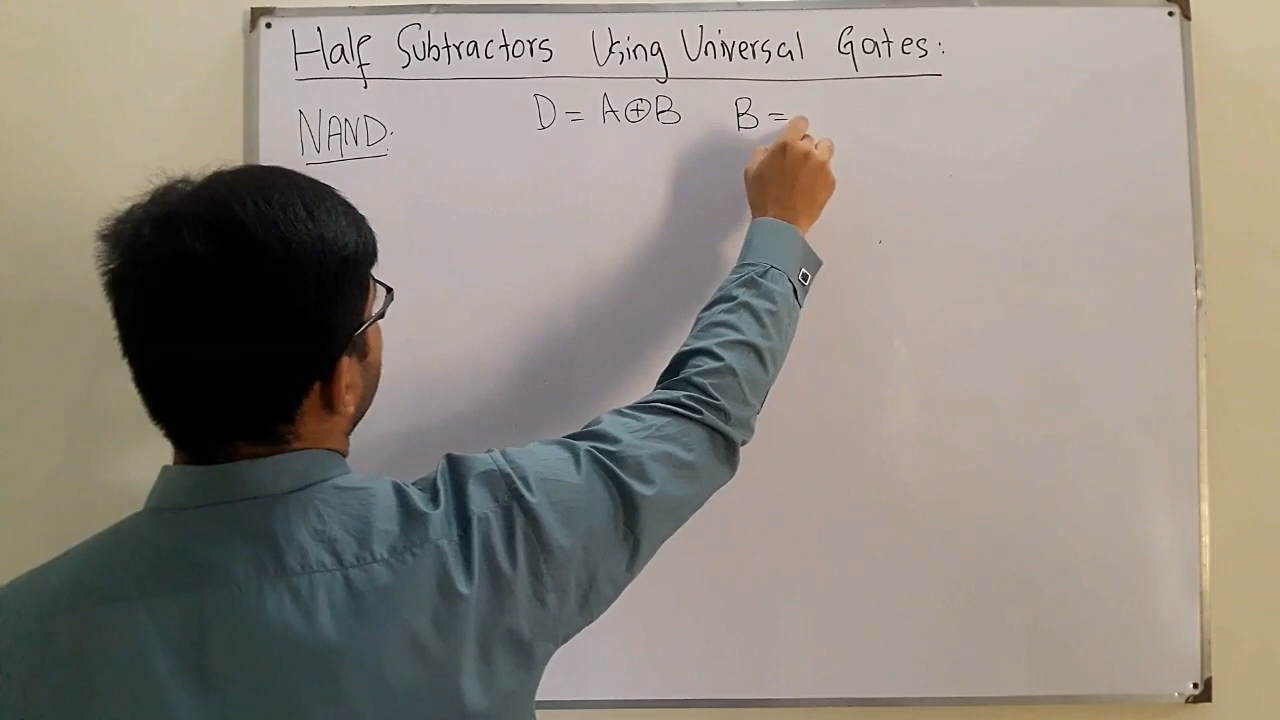 Half Subtractors Using Universal Gates:
NAND: D = A⊕B B =